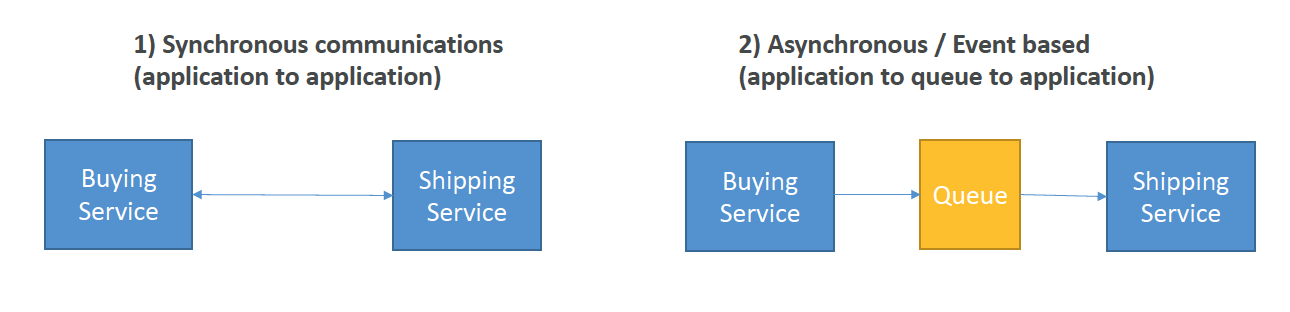 1) Synchronous communications
(application to application)
Buying
Service
Shipping
Service
2) Asynchronous / Event based
(application to queue to application)
Buying
Service
Queue
Shipping
Service